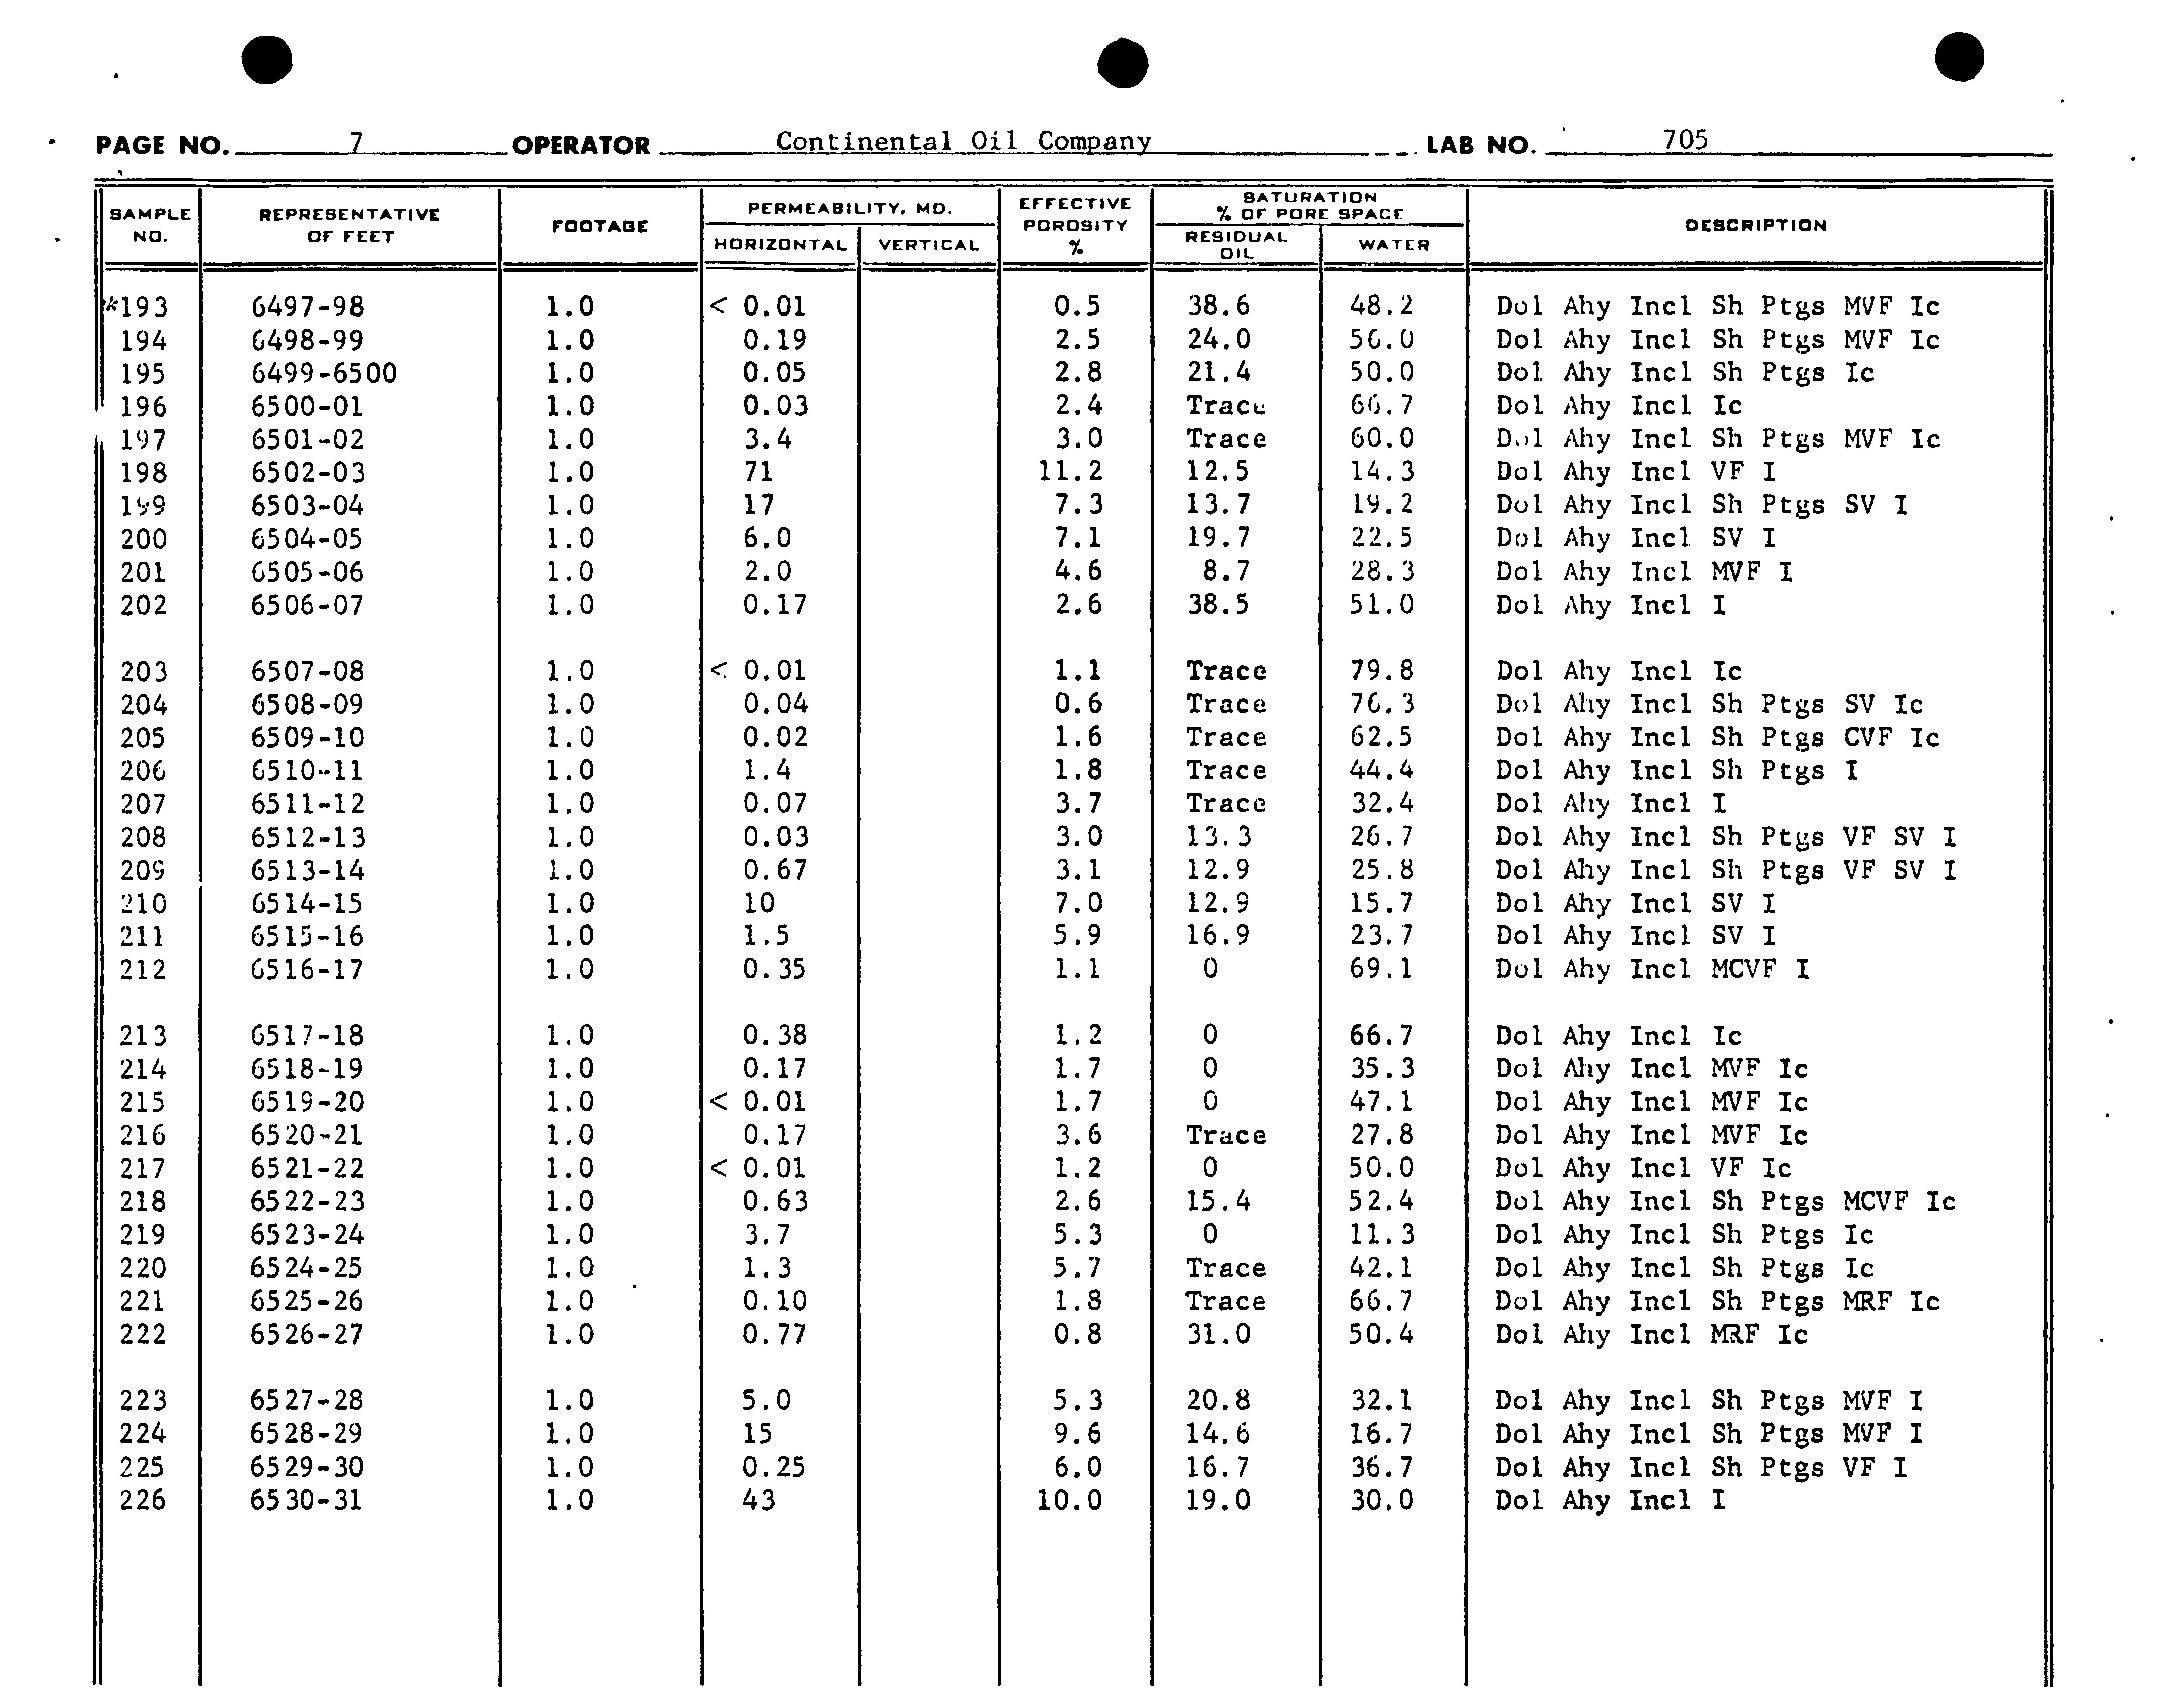 PAGE NO. 7 OPERATOR Continental Oil Company LAB NO. 705
SAMPLE NO. REPRESENTATIVE OF FEET FOOTAGE PERMEABILITY, MD. HORIZONTAL VERTICAL EFFECTIVE POROSITY % SATURATION % OF PORE SPACE RESIDUAL OIL WATER DESCRIPTION
*193 6497-98 1.0 < 0.01 0.5 38.6 48.2 Dol Ahy Incl Sh Ptgs MVF Ic
194 6498-99 1.0 0.19 2.5 24.0 56.0 Dol Ahy Incl Sh Ptgs MVF Ic
195 6499-6500 1.0 0.05 2.8 21.4 50.0 Dol Ahy Incl Sh Ptgs Ic
196 6500-01 1.0 0.03 2.4 Trace 66.7 Dol Ahy Incl Ic
197 6501-02 1.0 3.4 3.0 Trace 60.0 Dol Ahy Incl Sh Ptgs MVF Ic
198 6502-03 1.0 71 11.2 12.5 14.3 Dol Ahy Incl VF I
199 6503-04 1.0 17 7.3 13.7 19.2 Dol Ahy Incl Sh Ptgs SV I
200 6504-05 1.0 6.0 7.1 19.7 22.5 Dol Ahy Incl SV I
201 6505-06 1.0 2.0 4.6 8.7 28.3 Dol Ahy Incl MVF I
202 6506-07 1.0 0.17 2.6 38.5 51.0 Dol Ahy Incl I
203 6507-08 1.0 < 0.01 1.1 Trace 79.8 Dol Ahy Incl Ic
204 6508-09 1.0 0.04 0.6 Trace 76.3 Dol Ahy Incl Sh Ptgs SV Ic
205 6509-10 1.0 0.02 1.6 Trace 62.5 Dol Ahy Incl Sh Ptgs CVF Ic
206 6510-11 1.0 1.4 1.8 Trace 44.4 Dol Ahy Incl Sh Ptgs I
207 6511-12 1.0 0.07 3.7 Trace 32.4 Dol Ahy Incl I
208 6512-13 1.0 0.03 3.0 13.3 26.7 Dol Ahy Incl Sh Ptgs VF SV I
209 6513-14 1.0 0.67 3.1 12.9 25.8 Dol Ahy Incl Sh Ptgs VF SV I
210 6514-15 1.0 10 7.0 12.9 15.7 Dol Ahy Incl SV I
211 6515-16 1.0 1.5 5.9 16.9 23.7 Dol Ahy Incl SV I
212 6516-17 1.0 0.35 1.1 0 69.1 Dol Ahy Incl MCVF I
213 6517-18 1.0 0.38 1.2 0 66.7 Dol Ahy Incl Ic
214 6518-19 1.0 0.17 1.7 0 35.3 Dol Ahy Incl MVF Ic
215 6519-20 1.0 < 0.01 1.7 0 47.1 Dol Ahy Incl MVF Ic
216 6520-21 1.0 0.17 3.6 Trace 27.8 Dol Ahy Incl MVF Ic
217 6521-22 1.0 < 0.01 1.2 0 50.0 Dol Ahy Incl VF Ic
218 6522-23 1.0 0.63 2.6 15.4 52.4 Dol Ahy Incl Sh Ptgs MCVF Ic
219 6523-24 1.0 3.7 5.3 0 11.3 Dol Ahy Incl Sh Ptgs Ic
220 6524-25 1.0 1.3 5.7 Trace 42.1 Dol Ahy Incl Sh Ptgs Ic
221 6525-26 1.0 0.10 1.8 Trace 66.7 Dol Ahy Incl Sh Ptgs MRF Ic
222 6526-27 1.0 0.77 0.8 31.0 50.4 Dol Ahy Incl MRF Ic
223 6527-28 1.0 5.0 5.3 20.8 32.1 Dol Ahy Incl Sh Ptgs MVF I
224 6528-29 1.0 15 9.6 14.6 16.7 Dol Ahy Incl Sh Ptgs MVF I
225 6529-30 1.0 0.25 6.0 16.7 36.7 Dol Ahy Incl Sh Ptgs VF I
226 6530-31 1.0 43 10.0 19.0 30.0 Dol Ahy Incl I